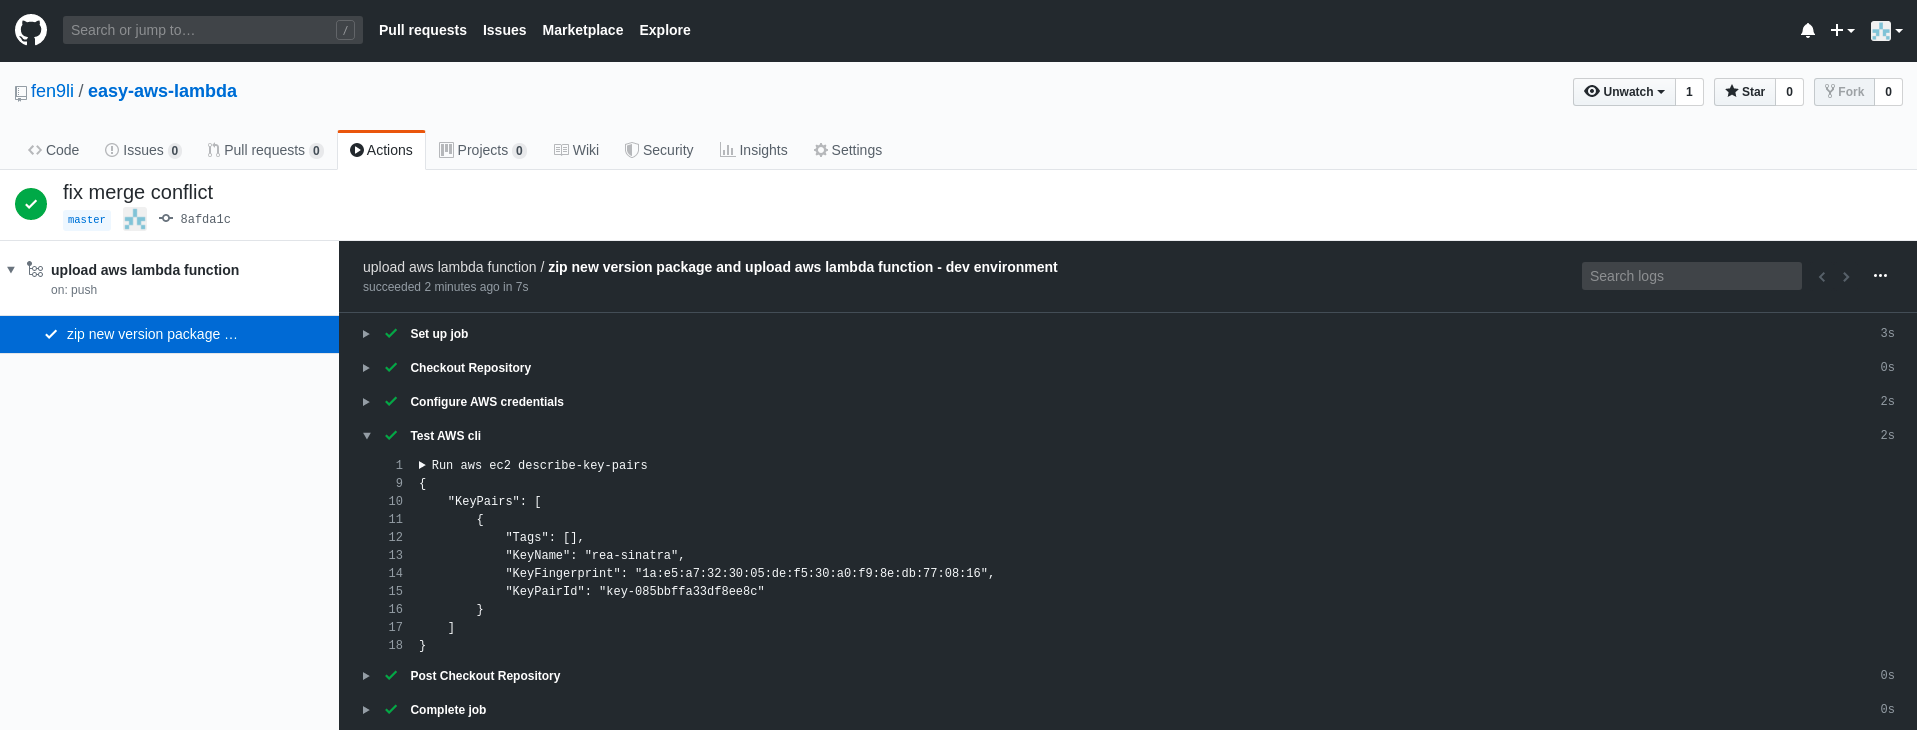 Search or jump to… / Pull requests Issues Marketplace Explore
fen9li / easy-aws-lambda Unwatch 1 Star 0 Fork 0
Code Issues 0 Pull requests 0 Actions Projects 0 Wiki Security Insights Settings
fix merge conflict
master 8afda1c
upload aws lambda function
on: push
zip new version package …
upload aws lambda function / zip new version package and upload aws lambda function - dev environment
succeeded 2 minutes ago in 7s
Search logs
Set up job 3s
Checkout Repository 0s
Configure AWS credentials 2s
Test AWS cli 2s
1 Run aws ec2 describe-key-pairs
9 {
10 "KeyPairs": [
11 {
12 "Tags": [],
13 "KeyName": "rea-sinatra",
14 "KeyFingerprint": "1a:e5:a7:32:30:05:de:f5:30:a0:f9:8e:db:77:08:16",
15 "KeyPairId": "key-085bbffa33df8ee8c"
16 }
17 ]
18 }
Post Checkout Repository 0s
Complete job 0s